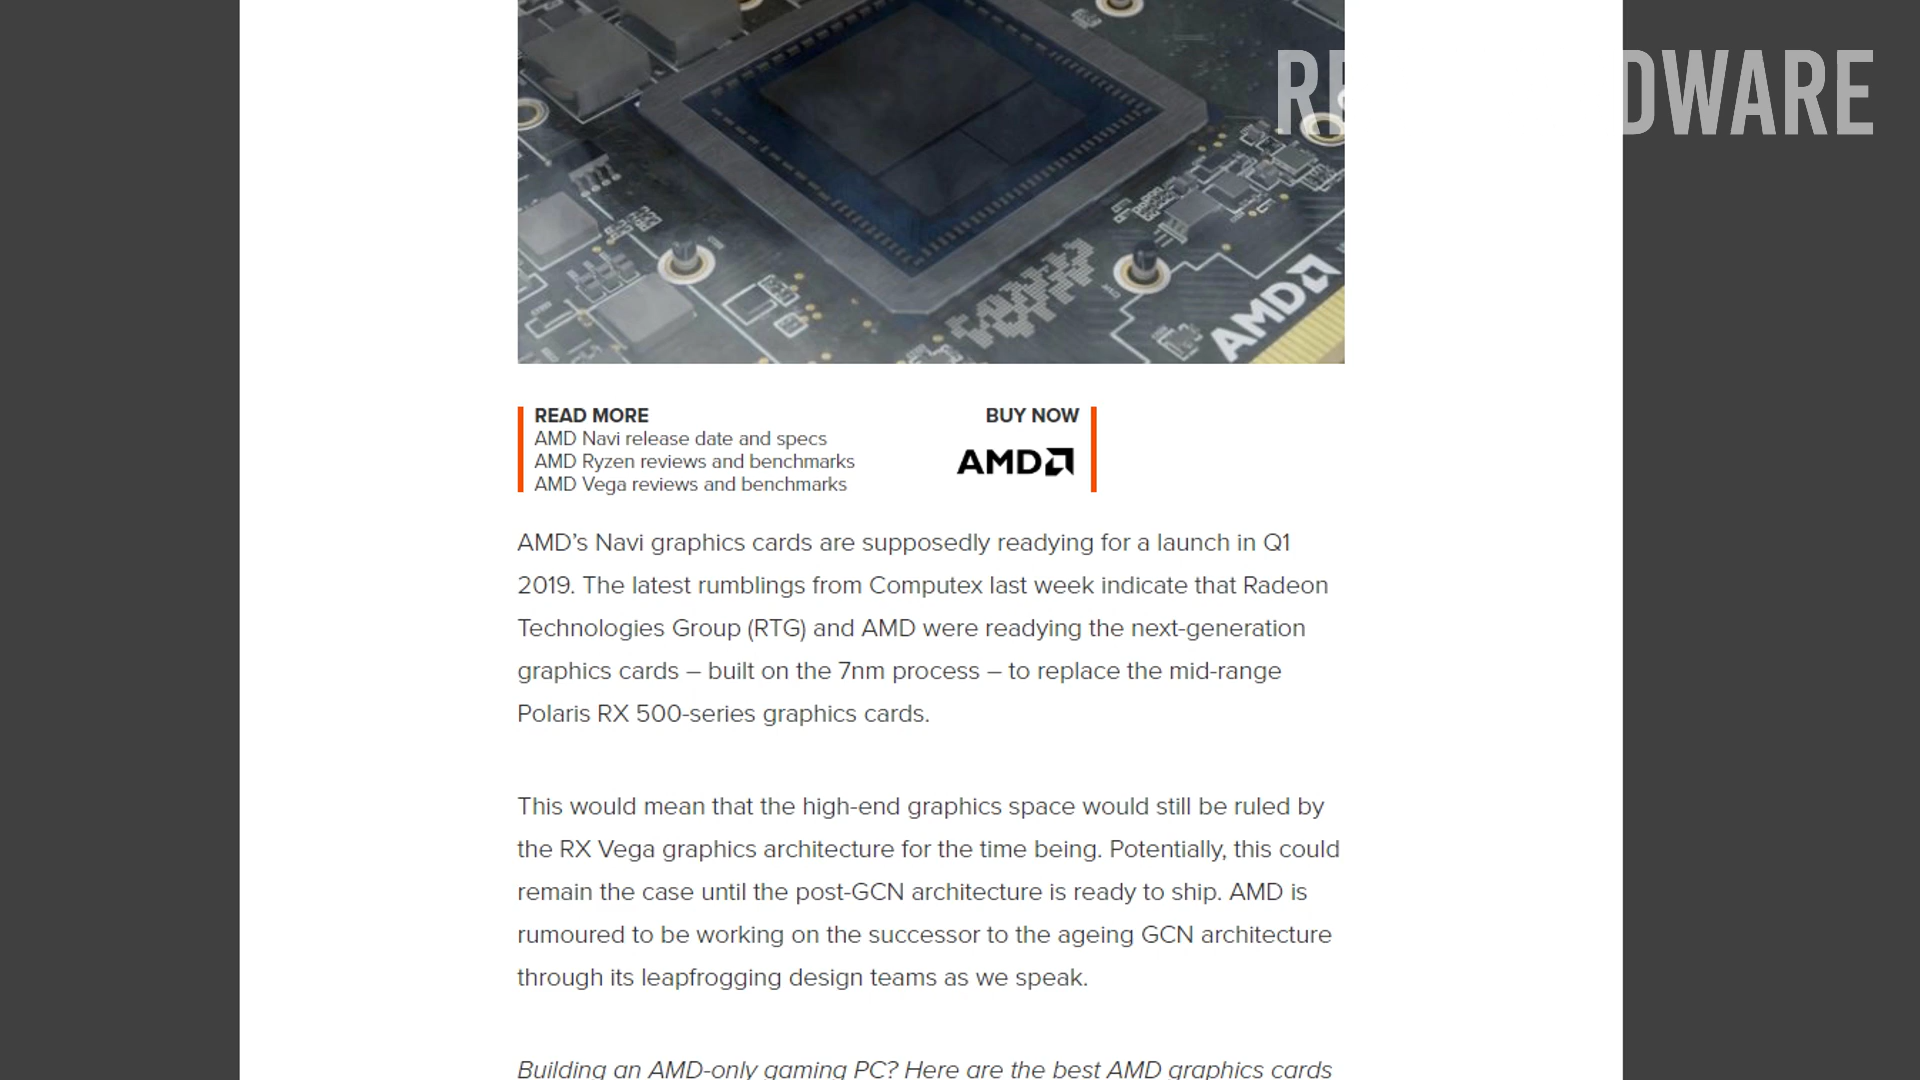 DWARE
AMD
READ MORE
BUY NOW
AMD Navi release date and specs
AMD Ryzen reviews and benchmarks
AMD Vega reviews and benchmarks
AMD
AMD’s Navi graphics cards are supposedly readying for a launch in Q1
2019. The latest rumblings from Computex last week indicate that Radeon
Technologies Group (RTG) and AMD were readying the next-generation
graphics cards – built on the 7nm process – to replace the mid-range
Polaris RX 500-series graphics cards.
This would mean that the high-end graphics space would still be ruled by
the RX Vega graphics architecture for the time being. Potentially, this could
remain the case until the post-GCN architecture is ready to ship. AMD is
rumoured to be working on the successor to the ageing GCN architecture
through its leapfrogging design teams as we speak.
Building an AMD-only gaming PC? Here are the best AMD graphics cards